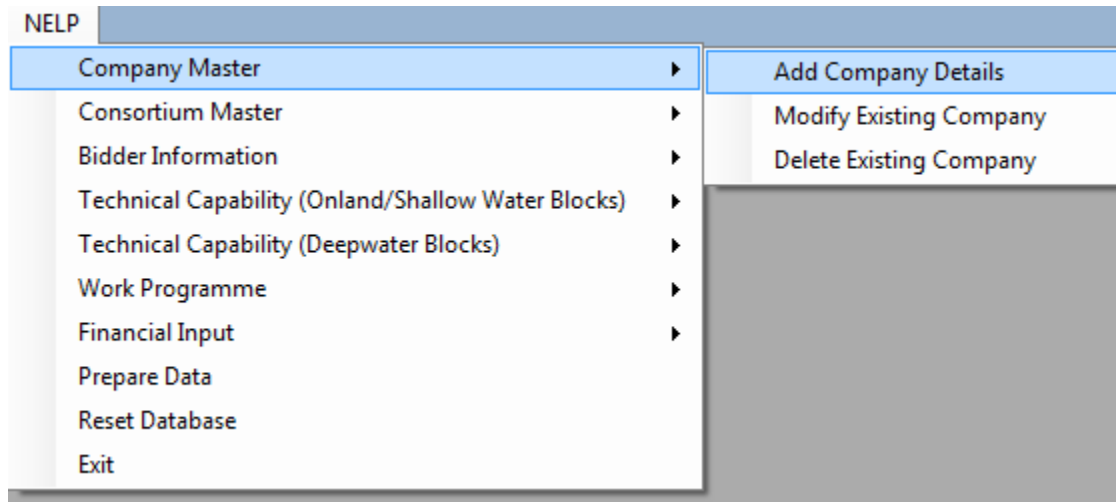 NELP
Company Master
Consortium Master
Bidder Information
Technical Capability (Onland/Shallow Water Blocks)
Technical Capability (Deepwater Blocks)
Work Programme
Financial Input
Prepare Data
Reset Database
Exit
Add Company Details
Modify Existing Company
Delete Existing Company